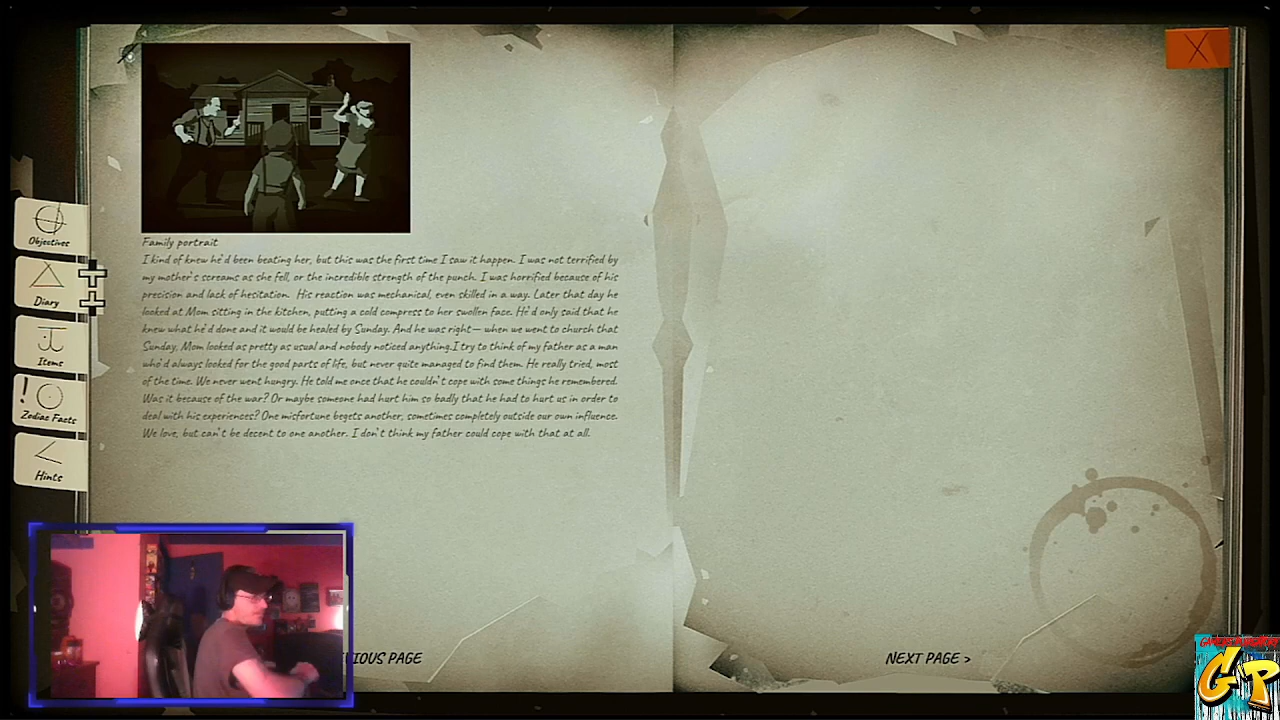 X
Family portrait
I kind of knew he'd been beating her, but this was the first time I saw it happen. I was not terrified by
my mother's screams as she fell, or the incredible strength of the punch. I was horrified because of his
precision and lack of hesitation. His reaction was mechanical, even skilled in a way. Later that day he
looked at Mom sitting in the kitchen, putting a cold compress to her swollen face. He'd only said that he
knew what he'd done and it would be healed by Sunday. And he was right— when we went to church that
Sunday, Mom looked as pretty as usual and nobody noticed anything.I try to think of my father as a man
who'd always looked for the good parts of life, but never quite managed to find them. He really tried, most
of the time. We never went hungry. He told me once that he couldn't cope with some things he remembered.
Was it because of the war? Or maybe someone had hurt him so badly that he had to hurt us in order to
deal with his experiences? One misfortune begets another, sometimes completely outside our own influence.
We love, but can't be decent to one another. I don't think my Father could cope with that at all.
Objectives
Diary
Items
Zodiac Facts
Hints
IOUS PAGE
NEXT PAGE >
GP